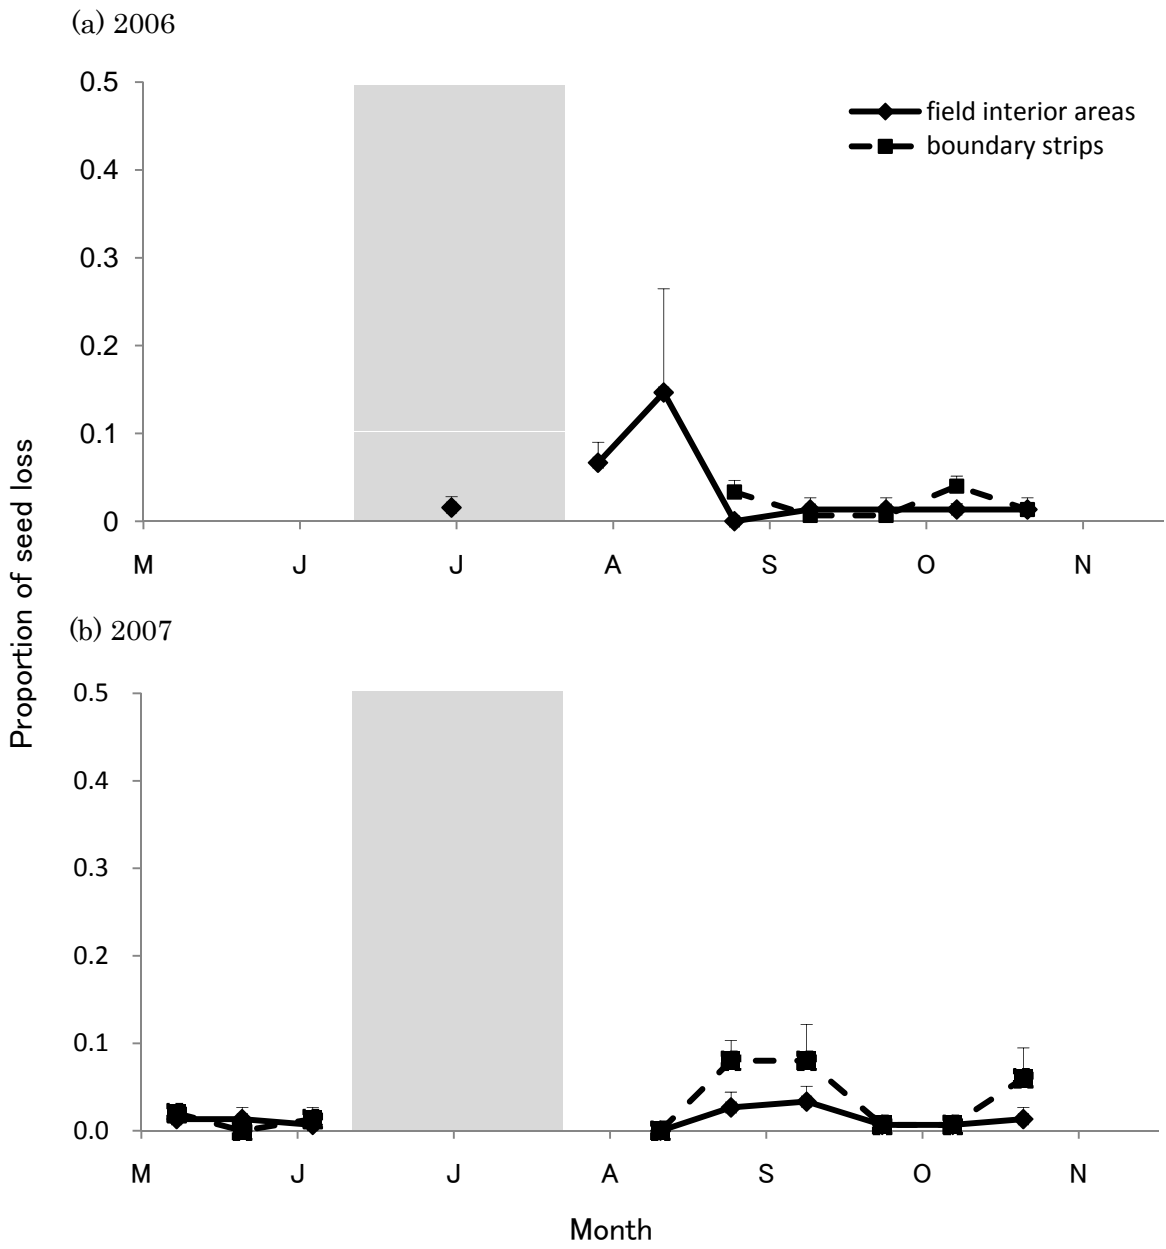 (a) 2006
0.5
0.4
0.3
0.2
0.1
0
field interior areas
boundary strips
M J J A S O N
Proportion of seed loss
(b) 2007
0.5
0.4
0.3
0.2
0.1
0.0
M J J A S O N
Month